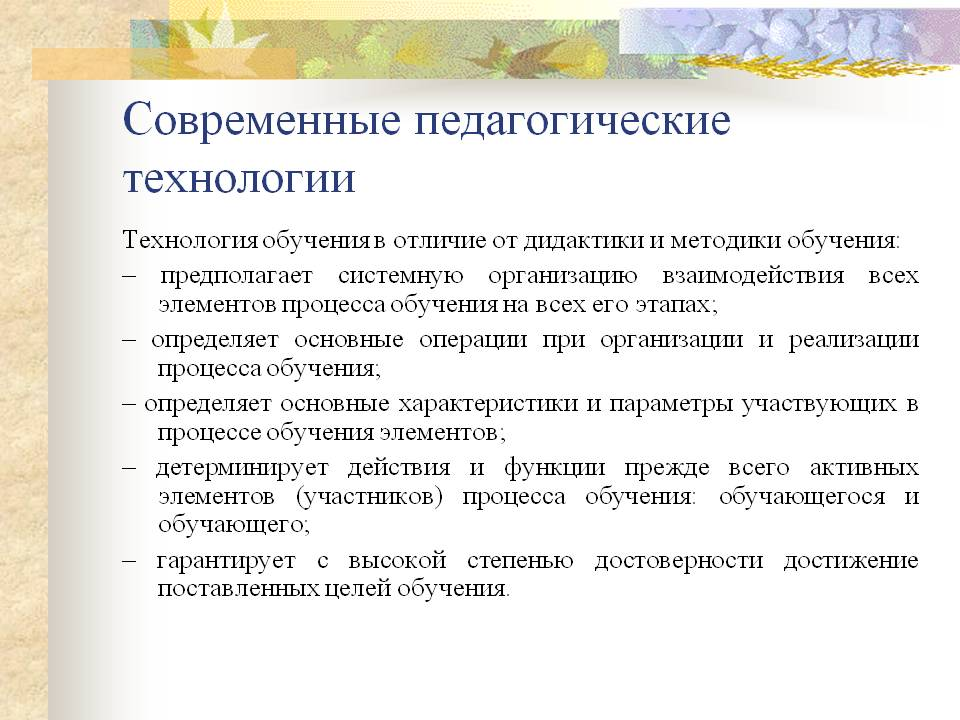 Современные педагогические
технологии
Технология обучения в отличие от дидактики и методики обучения:
– предполагает системную организацию взаимодействия всех
элементов процесса обучения на всех его этапах;
– определяет основные операции при организации и реализации
процесса обучения;
– определяет основные характеристики и параметры участвующих в
процессе обучения элементов;
– детерминирует действия и функции прежде всего активных
элементов (участников) процесса обучения: обучающегося и
обучающего;
– гарантирует с высокой степенью достоверности достижение
поставленных целей обучения.